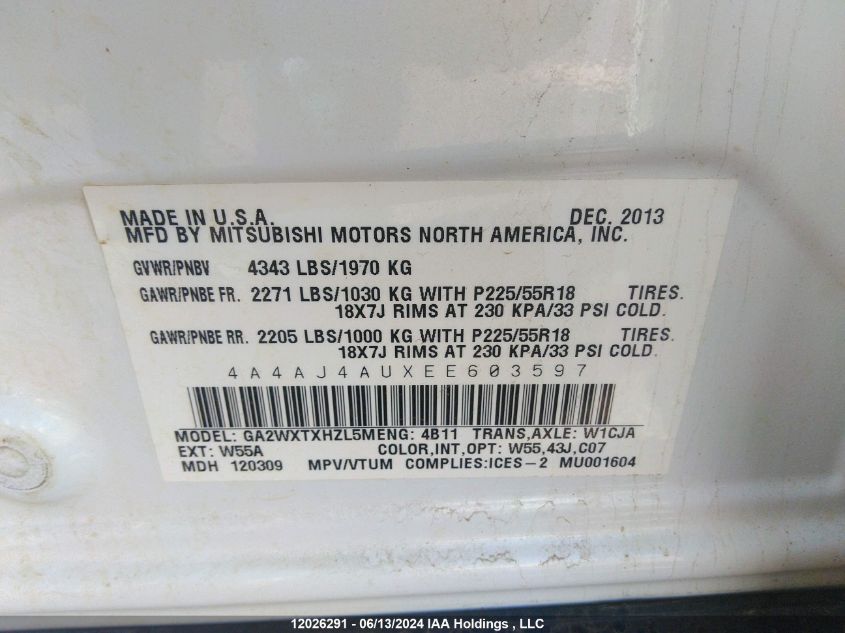 MADE IN U.S.A. DEC. 2013
MFD BY MITSUBISHI MOTORS NORTH AMERICA, INC.
GVWR/PNBV 4343 LBS/1970 KG
GAWR/PNBE FR. 2271 LBS/1030 KG WITH P225/55R18 TIRES.
18X7J RIMS AT 230 KPA/33 PSI COLD.
GAWR/PNBE RR. 2205 LBS/1000 KG WITH P225/55R18 TIRES.
18X7J RIMS AT 230 KPA/33 PSI COLD.
4A4AJ4AUXEE603597
MODEL: GA2WXTXHZL5MENG: 4B11 TRANS,AXLE: W1CJA
EXT: W55A COLOR,INT,OPT: W55,43J,C07
MDH 120309 MPV/VTUM COMPLIES:ICES-2 MU001604
12026291 - 06/13/2024 IAA Holdings , LLC